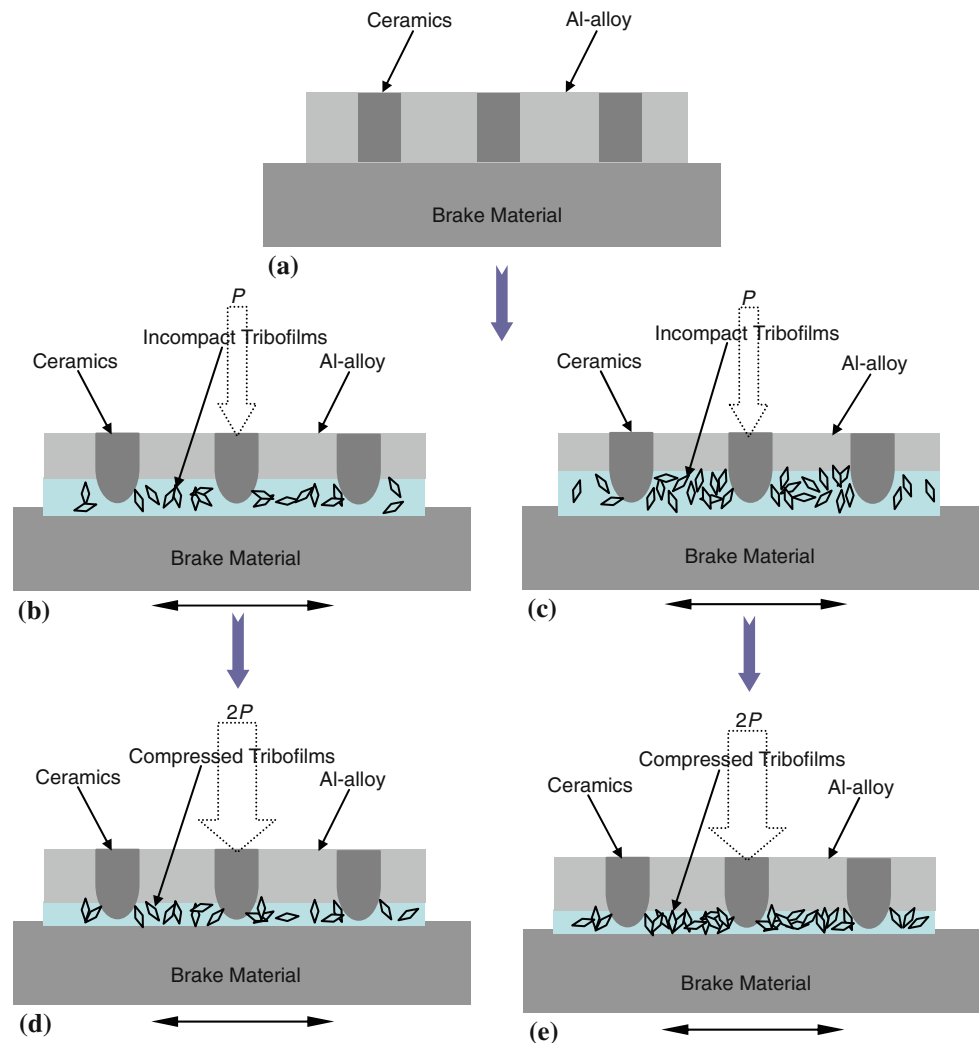 Ceramics Al-alloy
Brake Material
(a)
P
Incompact Tribofilms
Ceramics Al-alloy
Brake Material
(b)
P
Incompact Tribofilms
Ceramics Al-alloy
Brake Material
(c)
2P
Compressed Tribofilms
Ceramics Al-alloy
Brake Material
(d)
2P
Compressed Tribofilms
Ceramics Al-alloy
Brake Material
(e)